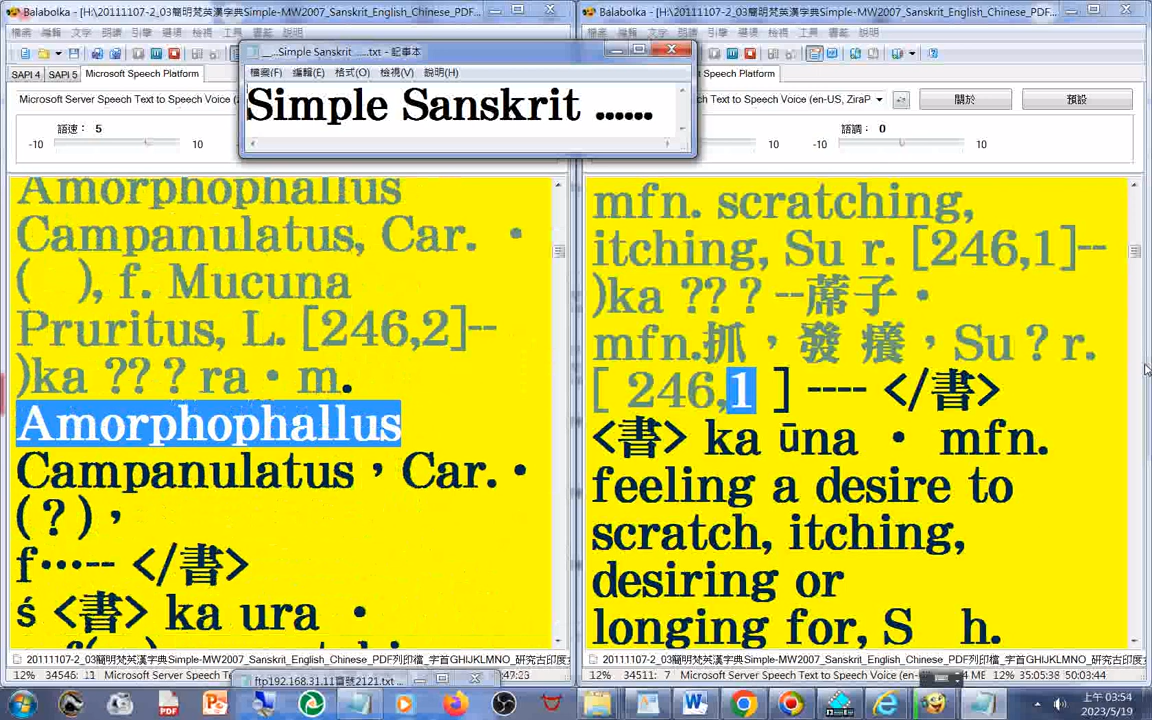 Balabolka - [H:\20111107-2_03簡明梵英漢字典Simple-MW2007_Sanskrit_English_Chinese_PDF...
Balabolka - [H:\20111107-2_03簡明梵英漢字典Simple-MW2007_Sanskrit_English_Chinese_PDF...
__...Simple Sanskrit ......txt - 記事本
檔案(F) 編輯(E) 格式(O) 檢視(V) 說明(H)
Simple Sanskrit ......
SAPI 4 SAPI 5 Microsoft Speech Platform
Speech Platform
Microsoft Server Speech Text to Speech Voice
Text to Speech Voice (en-US, ZiraP
關於 預設
語速： 5
-10 10
10
語調： 0
-10 10
Amorphophallus
Campanulatus, Car. •
( ), f. Mucuna
Pruritus, L. [246,2]--
)ka ??？ra • m.
Amorphophallus
Campanulatus，Car. •
(？)，
f…-- </書>
ś <書> ka ura •
mfn. scratching,
itching, Su r. [246,1]--
)ka ??？--蓆子•
mfn.抓，發 癢，Su？r.
[ 246,1 ] ---- </書>
<書> ka ūna • mfn.
feeling a desire to
scratch, itching,
desiring or
longing for, S h.
20111107-2_03簡明梵英漢字典Simple-MW2007_Sanskrit_English_Chinese_PDF列印檔_字首GHIJKLMNO_研究古印度
20111107-2_03簡明梵英漢字典Simple-MW2007_Sanskrit_English_Chinese_PDF列印檔_字首GHIJKLMNO_研究古印度
12% 34546: 11 Microsoft Server Spee
47:23
12% 34511: 7 Microsoft Server Speech T
12% 35:05:38 50:03:44
ftp192.168.31.11富號2121.txt ...
上午 03:54
2023/5/19